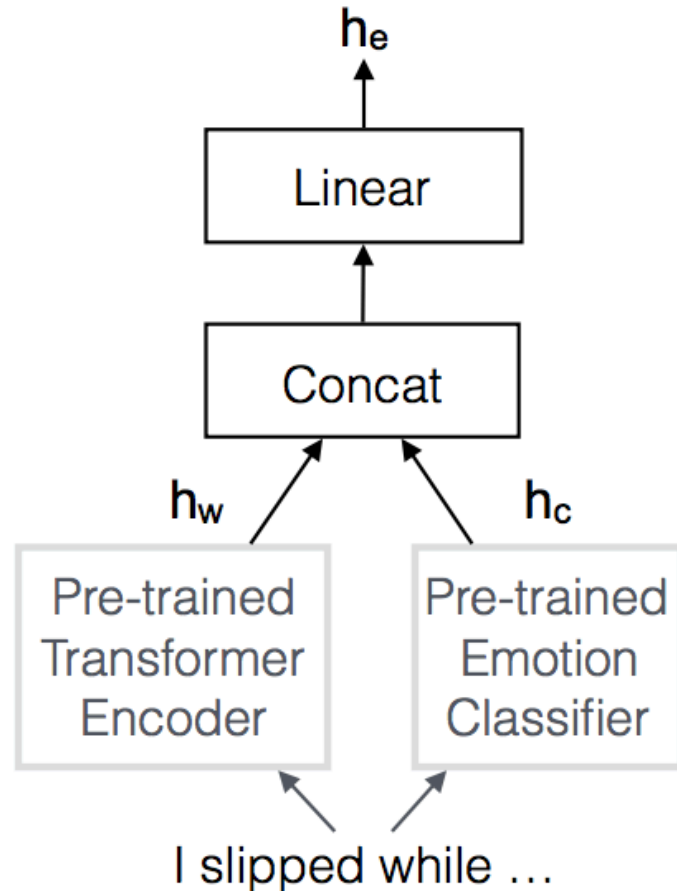 he
Linear
Concat
hw
hc
Pre-trained
Transformer
Encoder
Pre-trained
Emotion
Classifier
I slipped while …